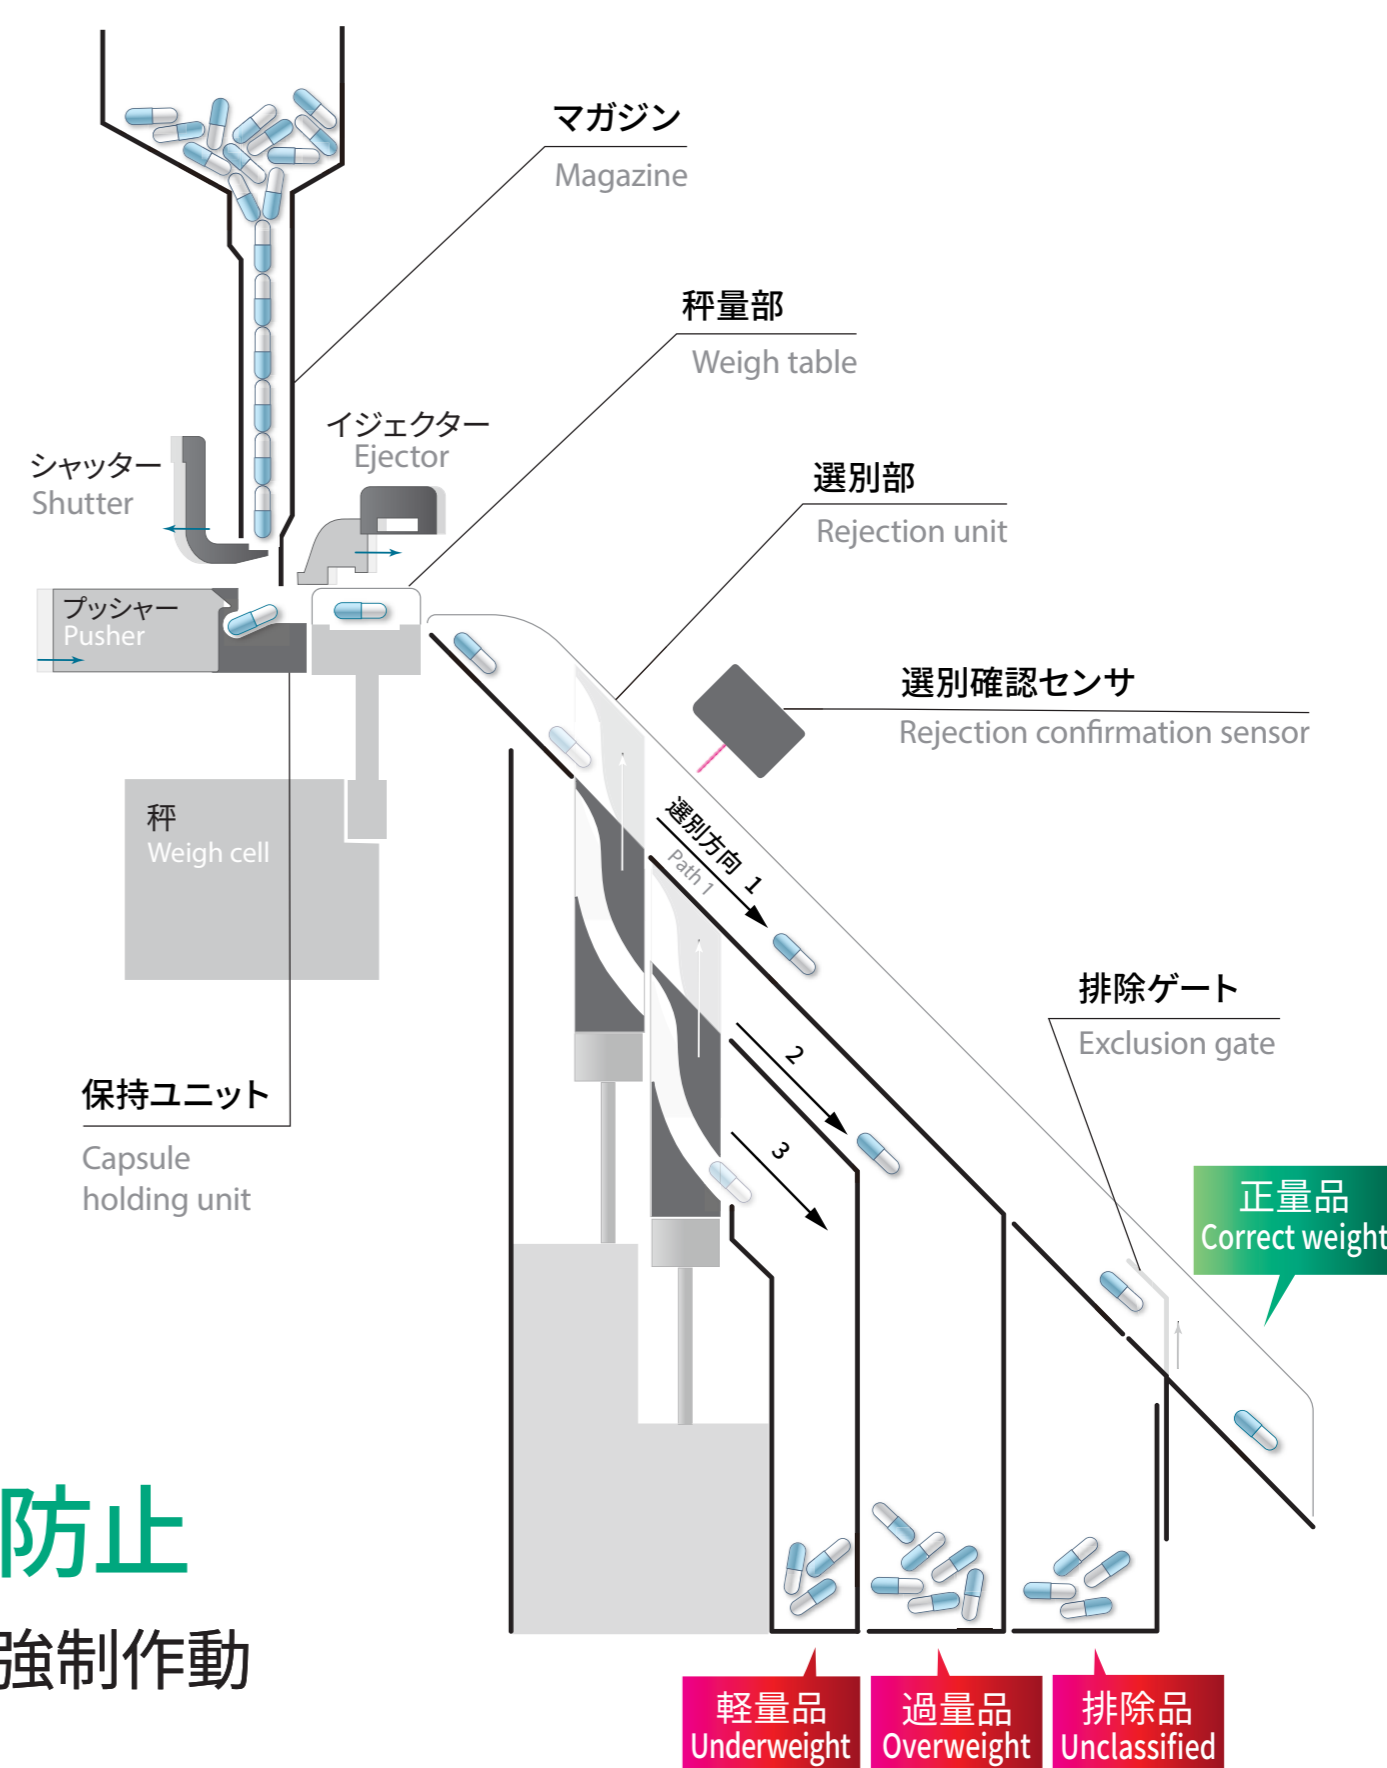 マガジン
Magazine
秤量部
Weigh table
イジェクター
Ejector
シャッター
Shutter
選別部
Rejection unit
プッシャー
Pusher
選別確認センサ
Rejection confirmation sensor
秤
Weigh cell
選別方向 1
Path 1
排除ゲート
Exclusion gate
2
保持ユニット
Capsule
holding unit
3
正量品
Correct weight
防止
強制作動
軽量品
Underweight
過量品
Overweight
排除品
Unclassified